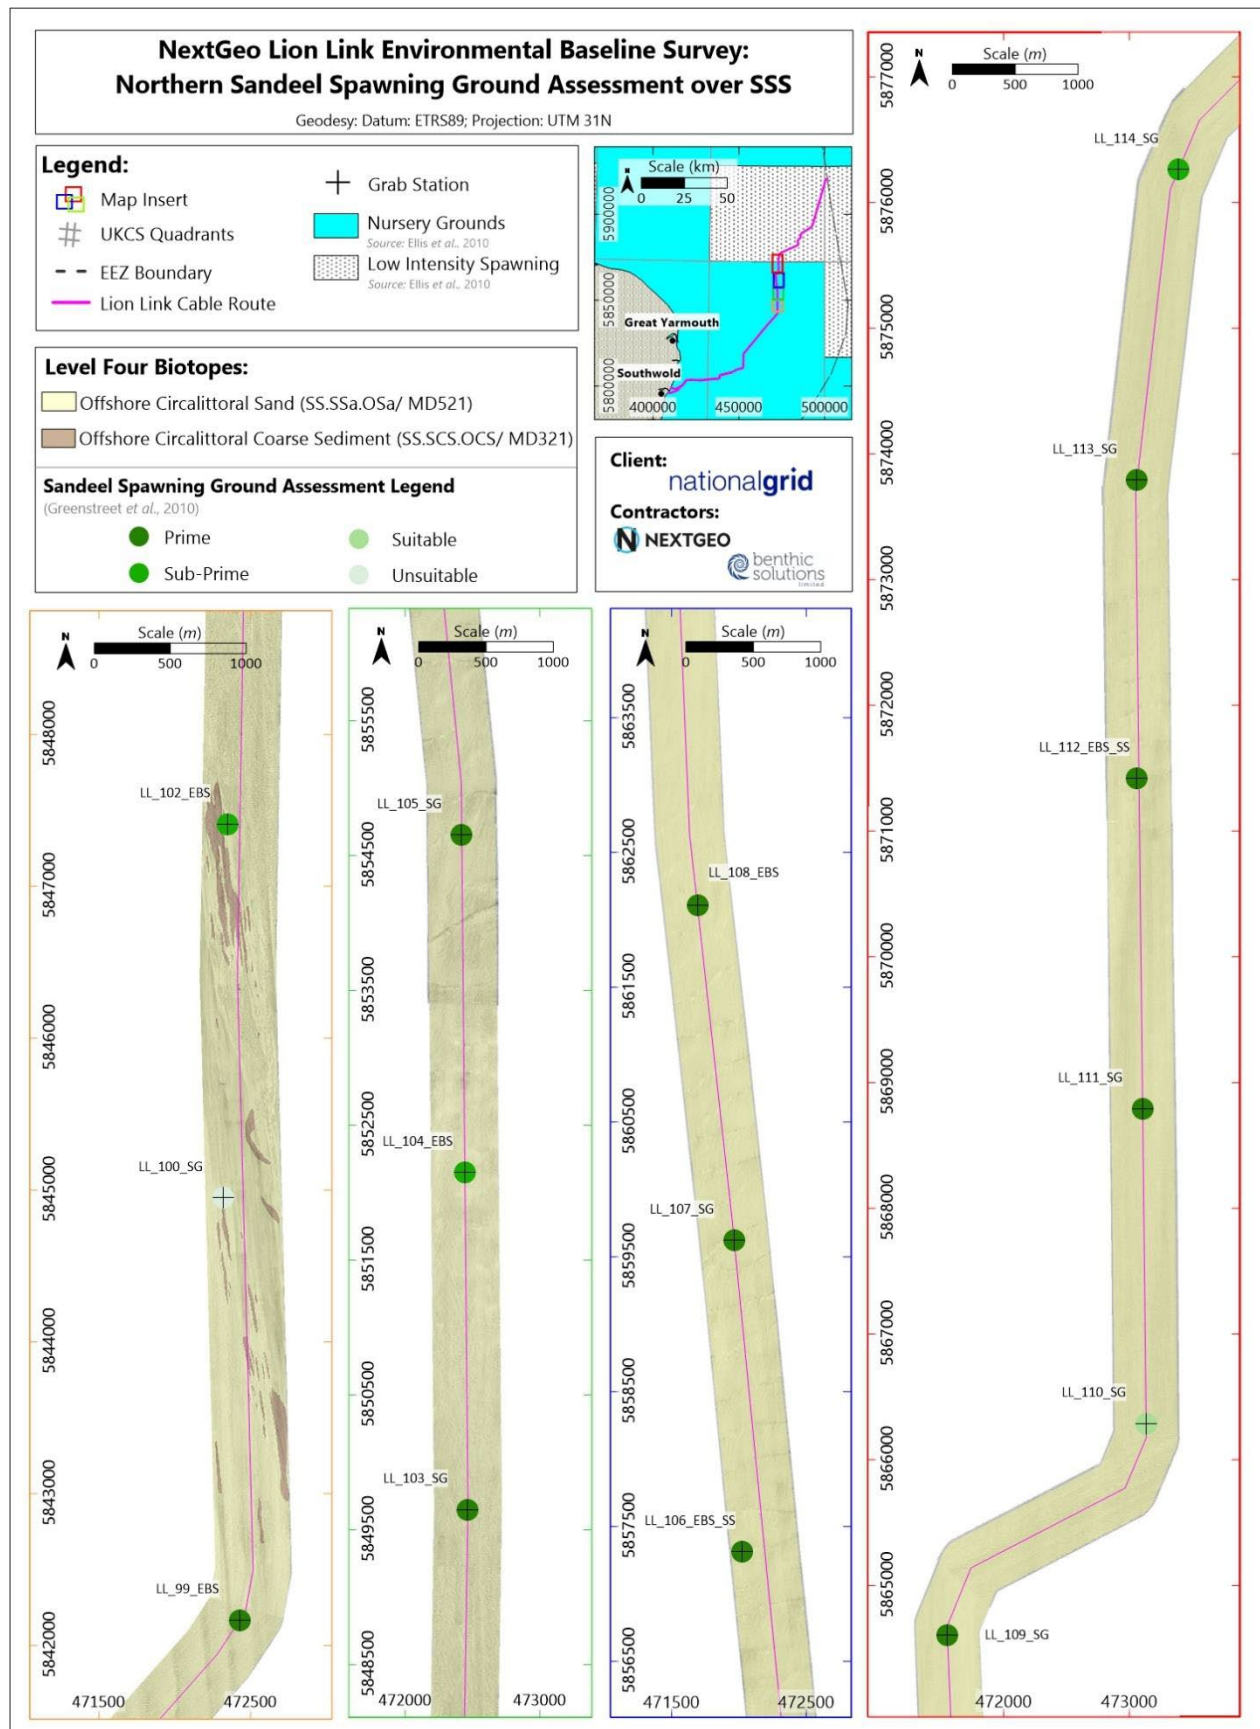 NextGeo Lion Link Environmental Baseline Survey:
Northern Sandeel Spawning Ground Assessment over SSS
Geodesy: Datum: ETRS89; Projection: UTM 31N
Legend:
Map Insert
UKCS Quadrants
EEZ Boundary
Lion Link Cable Route
Grab Station
Nursery Grounds
Source: Ellis et al., 2010
Low Intensity Spawning
Source: Ellis et al., 2010
Level Four Biotopes:
Offshore Circalittoral Sand (SS.SSa.OSa/ MD521)
Offshore Circalittoral Coarse Sediment (SS.SCS.OCS/ MD321)
Sandeel Spawning Ground Assessment Legend
(Greenstreet et al., 2010)
Prime
Suitable
Sub-Prime
Unsuitable
N
Scale (km)
0 25 50
5900000
5850000
5800000
Great Yarmouth
Southwold
400000 450000 500000
Client:
nationalgrid
Contractors:
N NEXTGEO
benthic
solutions
limited
N
Scale (m)
0 500 1000
5848000
LL_102_EBS
5847000
5846000
LL_100_SG
5845000
5844000
5843000
LL_99_EBS
5842000
471500 472500
N
Scale (m)
0 500 1000
5855500
LL_105_SG
5854500
5853500
LL_104_EBS
5852500
5851500
5850500
LL_103_SG
5849500
5848500
472000 473000
N
Scale (m)
0 500 1000
5863500
5862500
LL_108_EBS
5861500
5860500
LL_107_SG
5859500
5858500
5857500
LL_106_EBS_SS
5856500
471500 472500
N
Scale (m)
0 500 1000
5877000
LL_114_SG
5876000
5875000
5874000
LL_113_SG
5873000
5872000
LL_112_EBS_SS
5871000
5870000
5869000
LL_111_SG
5868000
5867000
LL_110_SG
5866000
5865000
LL_109_SG
472000 473000